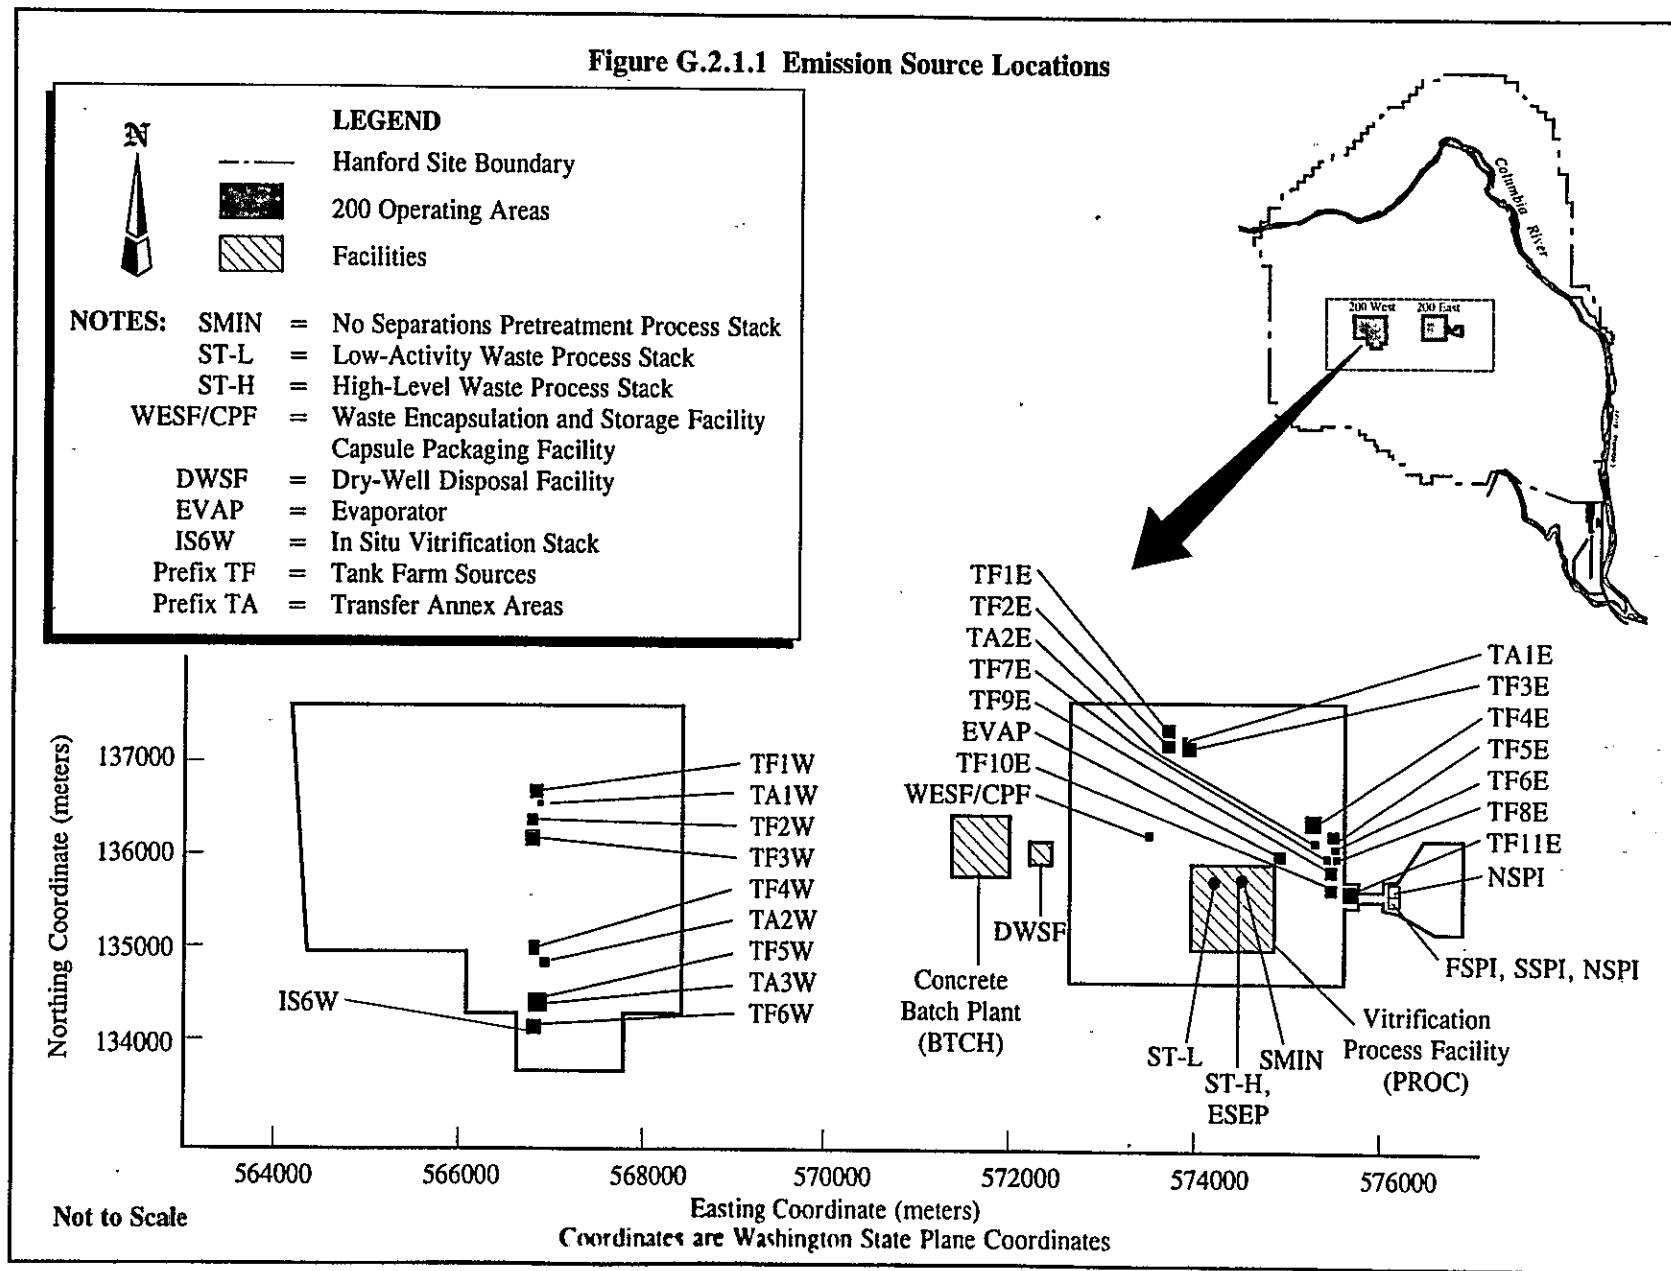 Figure G.2.1.1 Emission Source Locations
N
LEGEND
Hanford Site Boundary
200 Operating Areas
Facilities
NOTES: SMIN = No Separations Pretreatment Process Stack
ST-L = Low-Activity Waste Process Stack
ST-H = High-Level Waste Process Stack
WESF/CPF = Waste Encapsulation and Storage Facility
Capsule Packaging Facility
DWSF = Dry-Well Disposal Facility
EVAP = Evaporator
IS6W = In Situ Vitrification Stack
Prefix TF = Tank Farm Sources
Prefix TA = Transfer Annex Areas
Columbia River
200 West
200 East
TF1E
TF2E
TA2E
TF7E
TF9E
EVAP
TF10E
WESF/CPF
TA1E
TF3E
TF4E
TF5E
TF6E
TF8E
TF11E
NSPI
FSPI, SSPI, NSPI
TF1W
TA1W
TF2W
TF3W
TF4W
TA2W
TF5W
TA3W
TF6W
IS6W
DWSF
Concrete
Batch Plant
(BTCH)
ST-L
ST-H,
ESEP
SMIN
Vitrification
Process Facility
(PROC)
Northing Coordinate (meters)
137000
136000
135000
134000
564000
566000
568000
570000
572000
574000
576000
Easting Coordinate (meters)
Not to Scale
Coordinates are Washington State Plane Coordinates